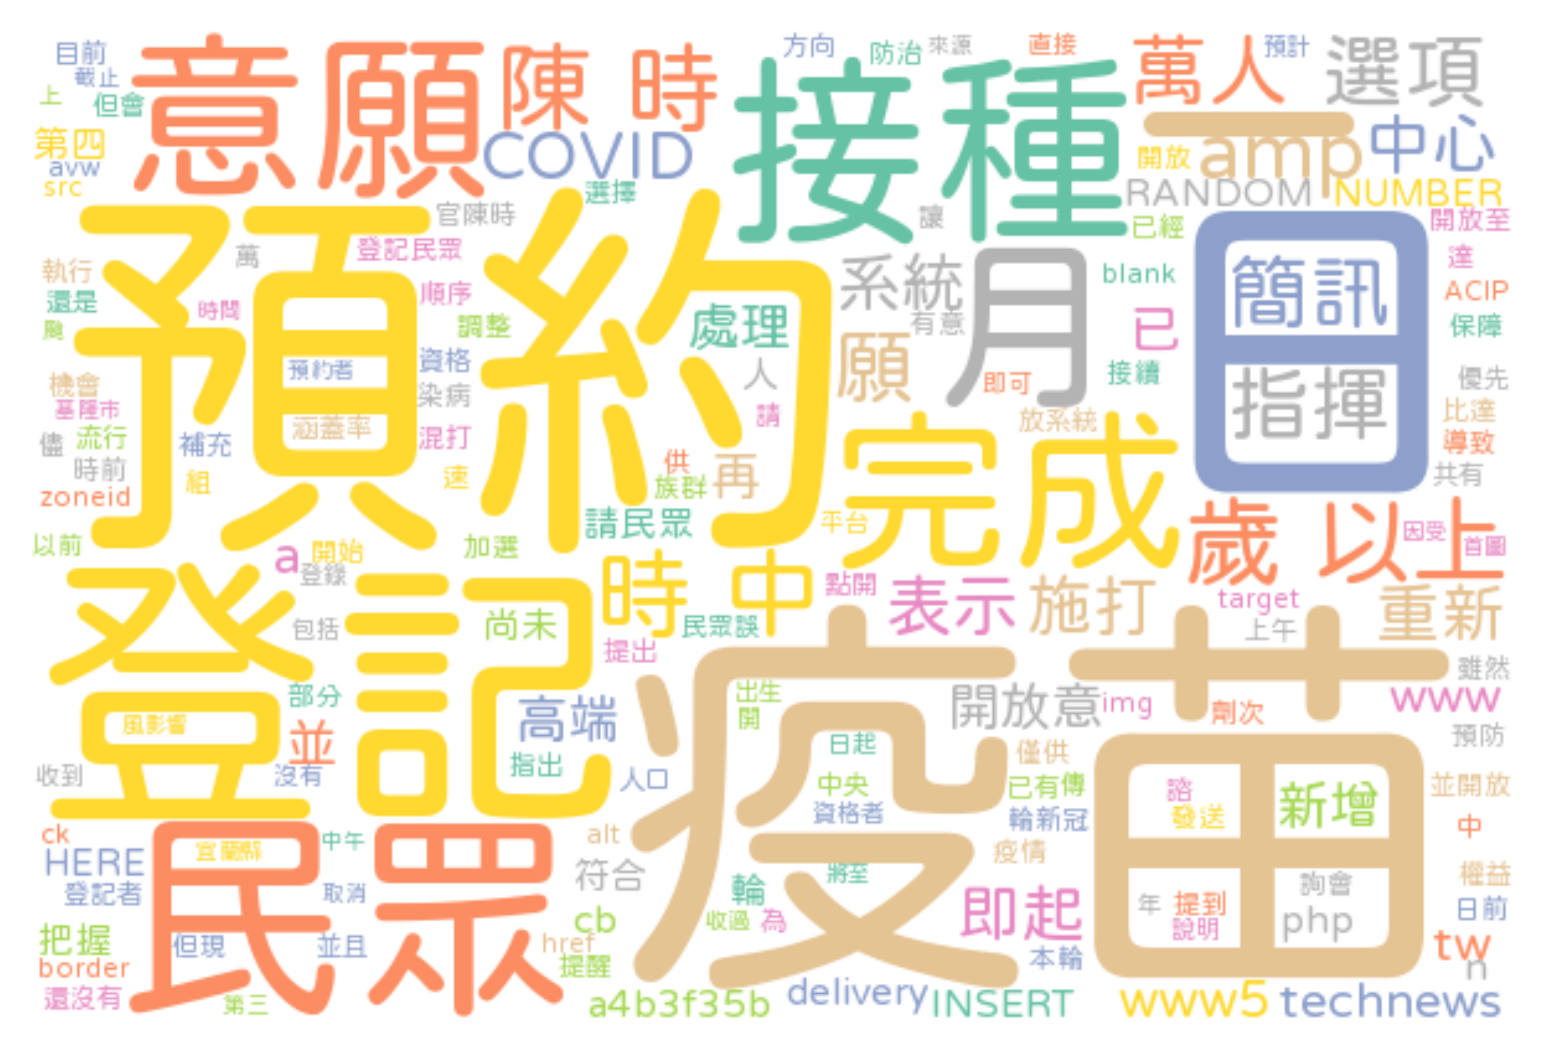 目前
截止
上
但會
第四
avw
src
意願
陳 時
COVID
接種
方向
防治
來源
直接
萬人
預計
選項
一
amp
中心
開放
RANDOM
NUMBER
選擇
官陳時
讓
已經
開放至
預約
萬
登記民眾
執行
還是
時間
順序
調整
處理
系統
有意
月
blank
日
簡訊
達
ACIP
保障
已
預約者
資格
染病
人
願
即可
接續
指揮
優先
機會
基隆市
儘
流行
時前
zoneid
補充
組
涵蓋率
混打
速
請
供
族群
再
放系統
比達
導致
共有
完成
請民眾
平台
歲 以上
因受
首圖
以前
a
開始
登錄
加選
登記
時 中
點開
表示
施打
target
上午
重新
包括
尚未
民眾誤
提出
疫苗
雖然
部分
風影響
並
高端
出生
開
開放意
img
劑次
www
預防
收到
沒有
指出
人口
日起
中央
資格者
僅供
已有傳
輪新冠
諮
發送
新增
並開放
中
民眾
ck
HERE
登記者
宜蘭縣
中午
取消
alt
符合
疫情
將至
輪
收過
為
即起
本輪
年
提到
說明
詢會
php
權益
日前
把握
border
還沒有
但現
並且
第三
cb
href
提醒
tw
n
a4b3f35b
delivery
INSERT
www5
technews